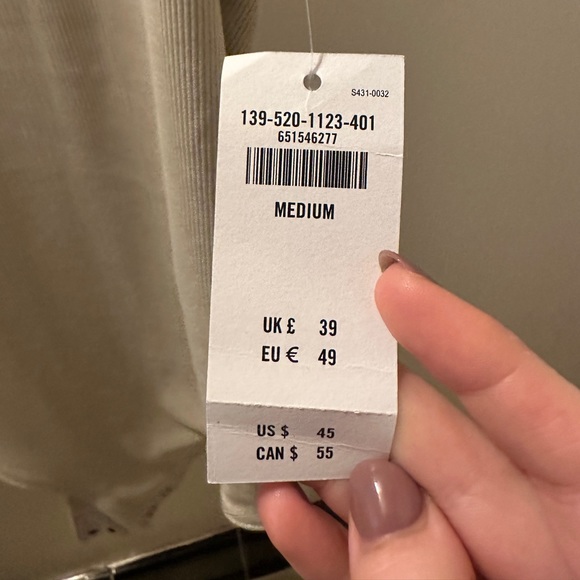 S431-0032
139-520-1123-401
651546277
MEDIUM
UK £ 39
EU € 49
US $ 45
CAN $ 55